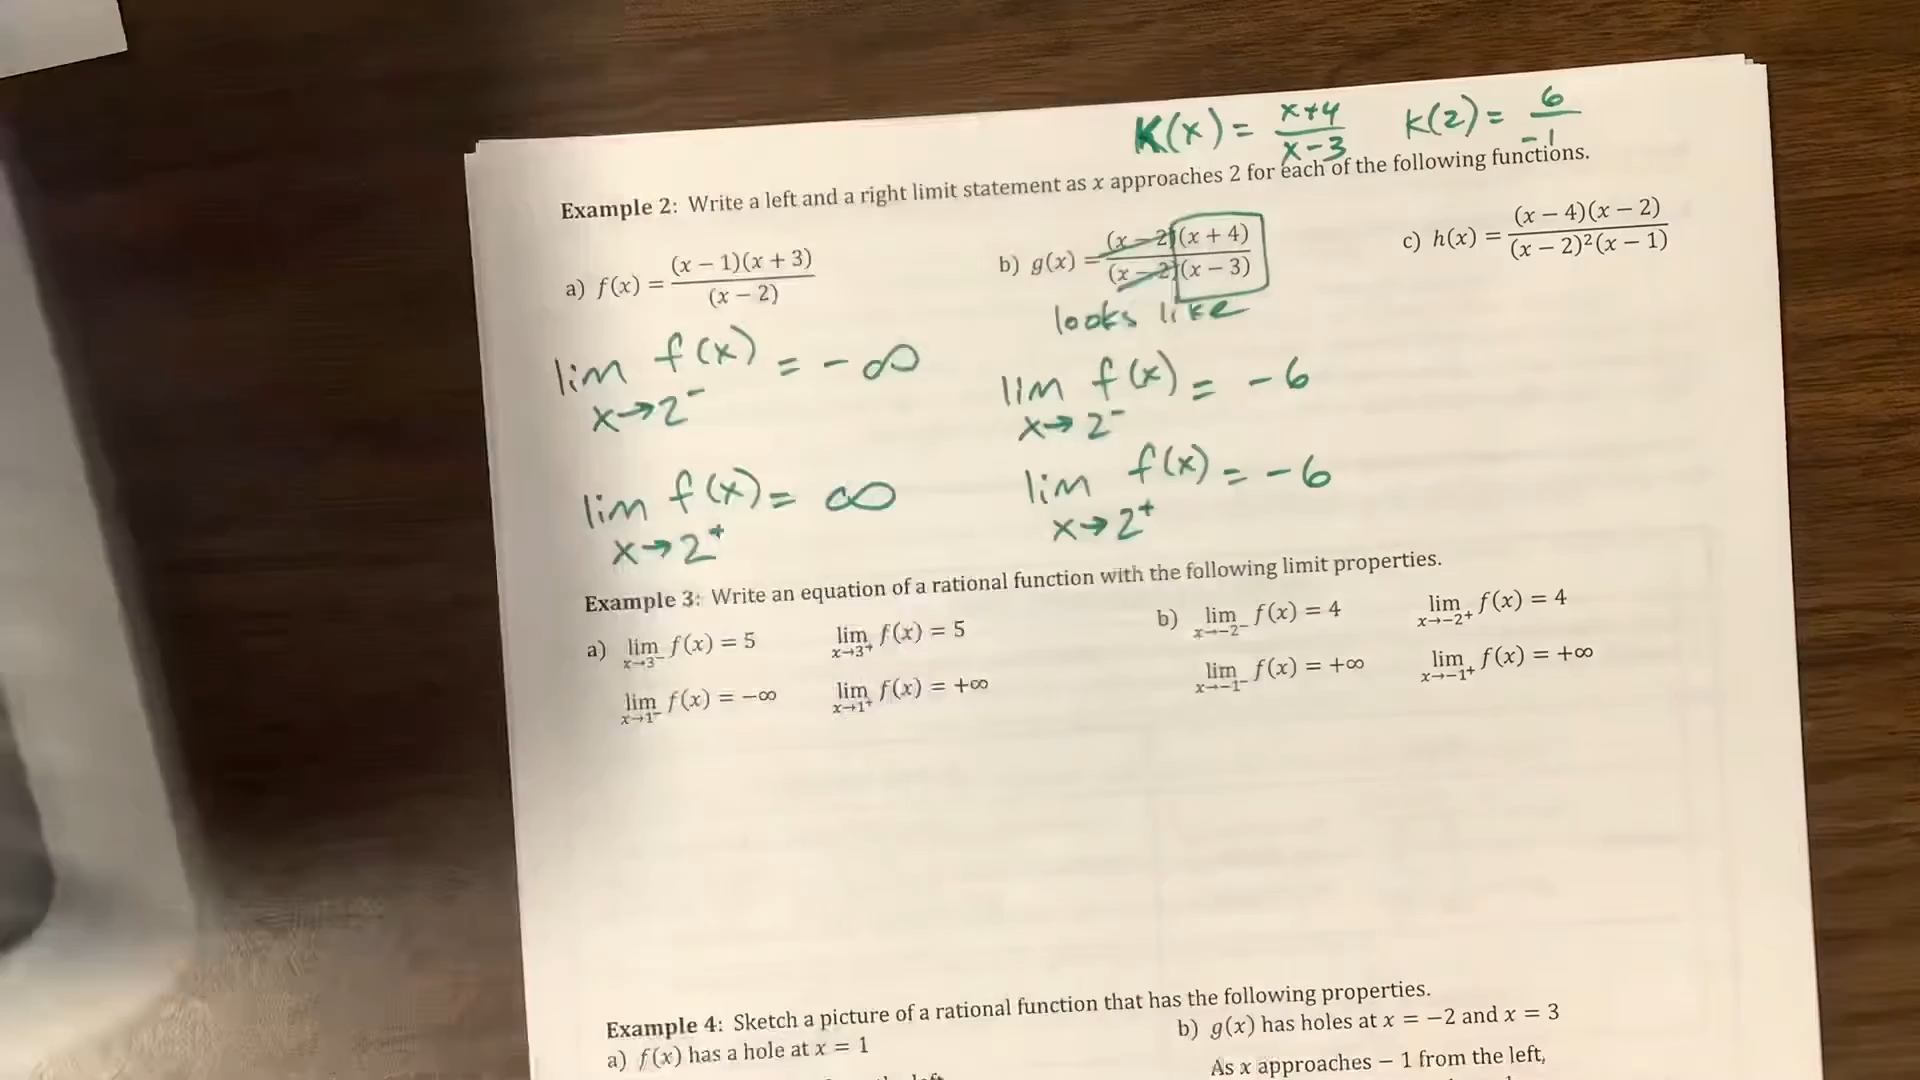 K(x) = x+4 / x-3 K(2) = 6 / -1
Example 2: Write a left and a right limit statement as x approaches 2 for each of the following functions.
a) f(x) = (x − 1)(x + 3) / (x − 2)
b) g(x) = (x − 2)(x + 4) / (x − 2)(x − 3)
c) h(x) = (x − 4)(x − 2) / (x − 2)²(x − 1)
looks like
lim f(x) = -∞
x→2⁻
lim f(x) = ∞
x→2⁺
lim f(x) = -6
x→2⁻
lim f(x) = -6
x→2⁺
Example 3: Write an equation of a rational function with the following limit properties.
a) lim x→3⁻ f(x) = 5 lim x→3⁺ f(x) = 5
lim x→1⁻ f(x) = −∞ lim x→1⁺ f(x) = +∞
b) lim x→−2⁻ f(x) = 4 lim x→−2⁺ f(x) = 4
lim x→−1⁻ f(x) = +∞ lim x→−1⁺ f(x) = +∞
Example 4: Sketch a picture of a rational function that has the following properties.
a) f(x) has a hole at x = 1
b) g(x) has holes at x = −2 and x = 3
As x approaches − 1 from the left,